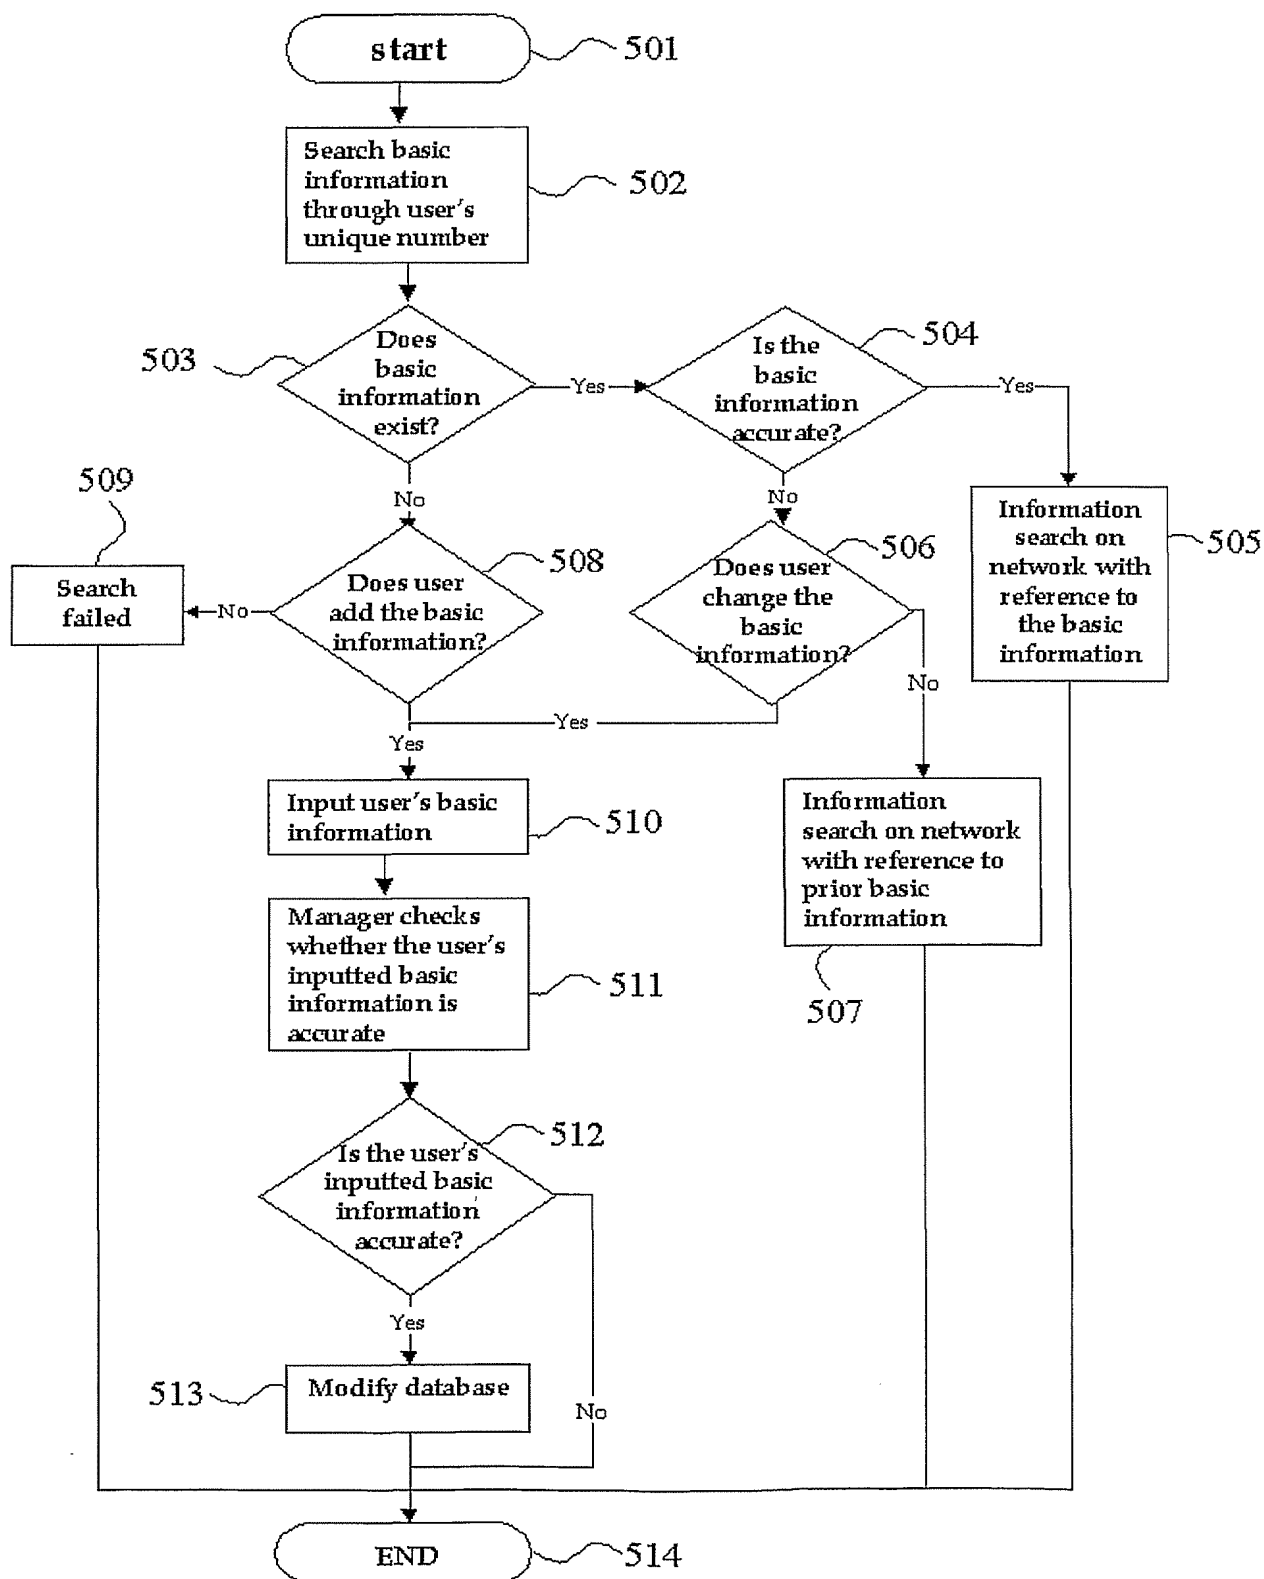 start
501
Search basic
information
through user's
unique number
502
503
Does
basic
information
exist?
Yes
504
Is the
basic
information
accurate?
Yes
No
No
509
Search
failed
No
508
Does user
add the basic
information?
506
Does user
change the
basic
information?
Information
search on
network with
reference to
the basic
information
505
No
Yes
Yes
Input user's basic
information
510
Information
search on network
with reference to
prior basic
information
507
Manager checks
whether the user's
inputted basic
information is
accurate
511
512
Is the user's
inputted basic
information
accurate?
Yes
No
513
Modify database
END
514